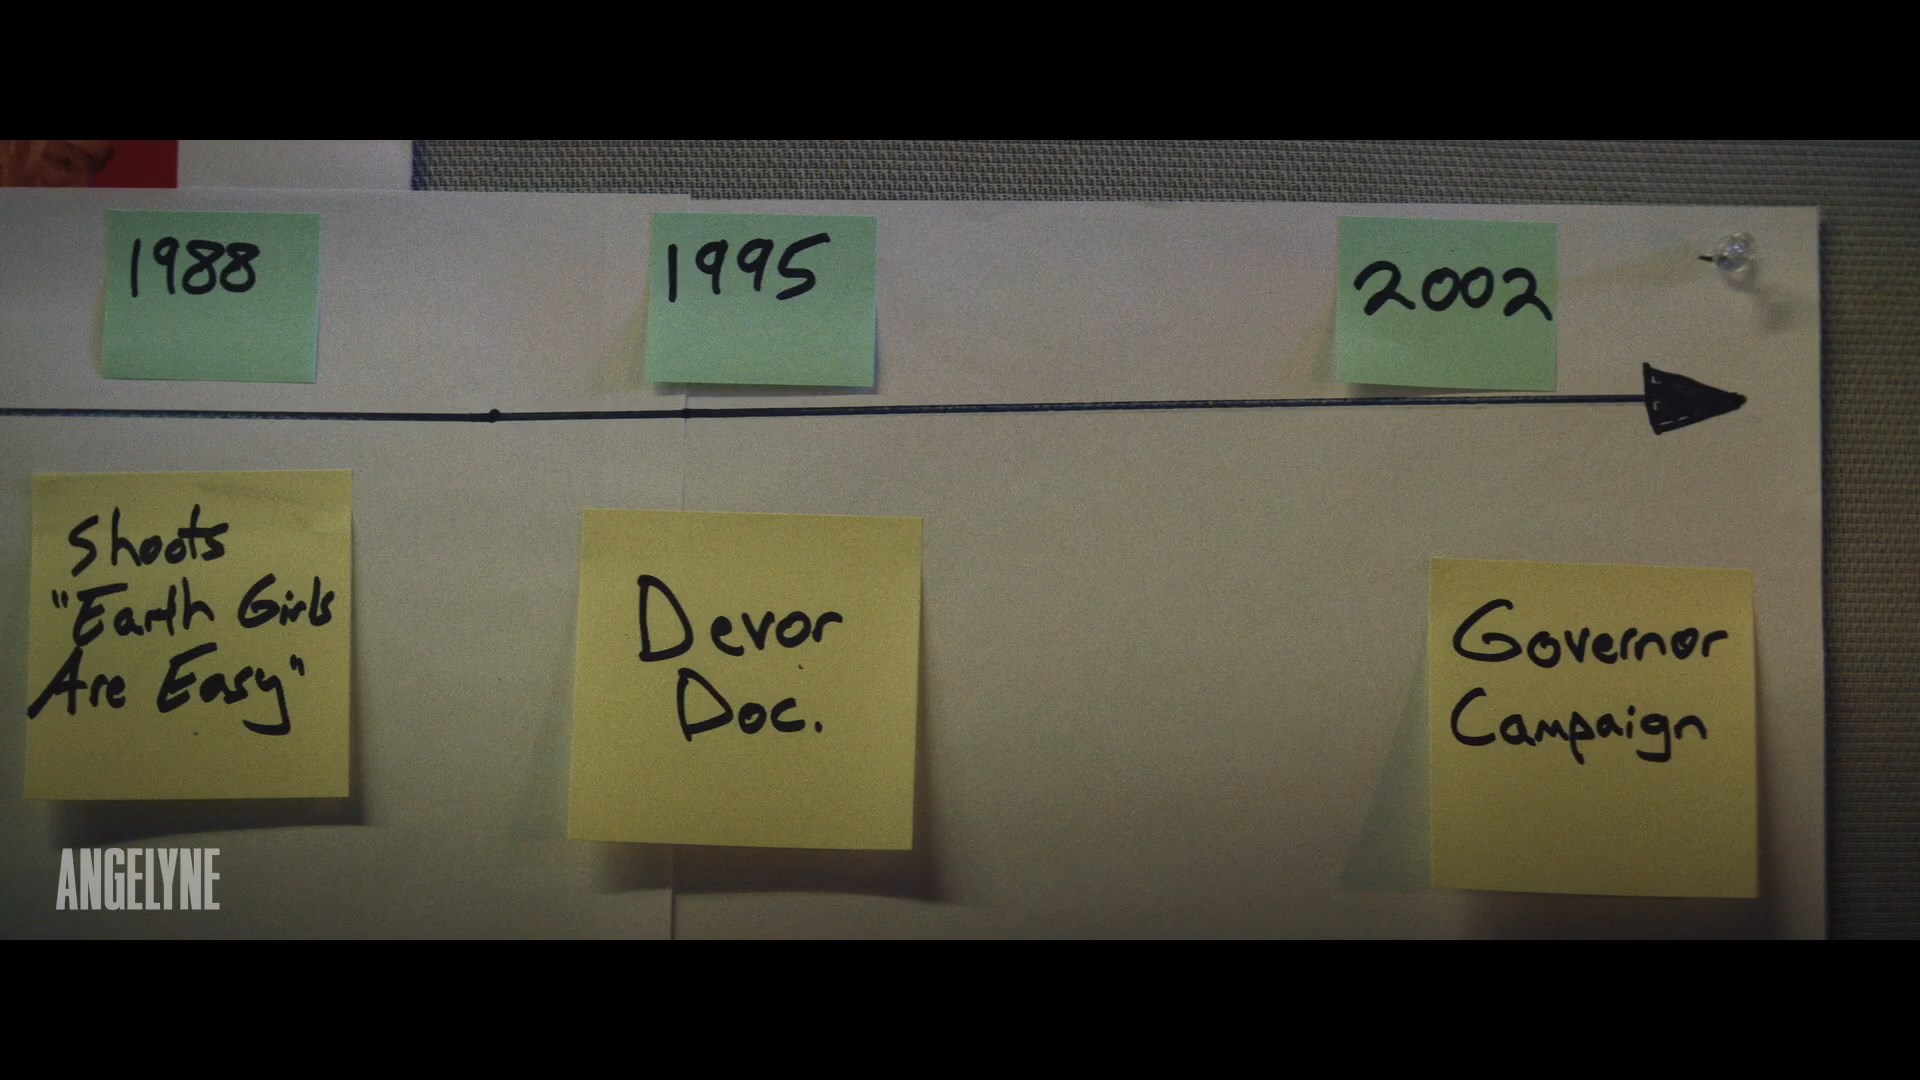 1988
1995
2002
Shoots
"Earth Girls
Are Easy"
Devor
Doc.
Governor
Campaign
ANGELYNE